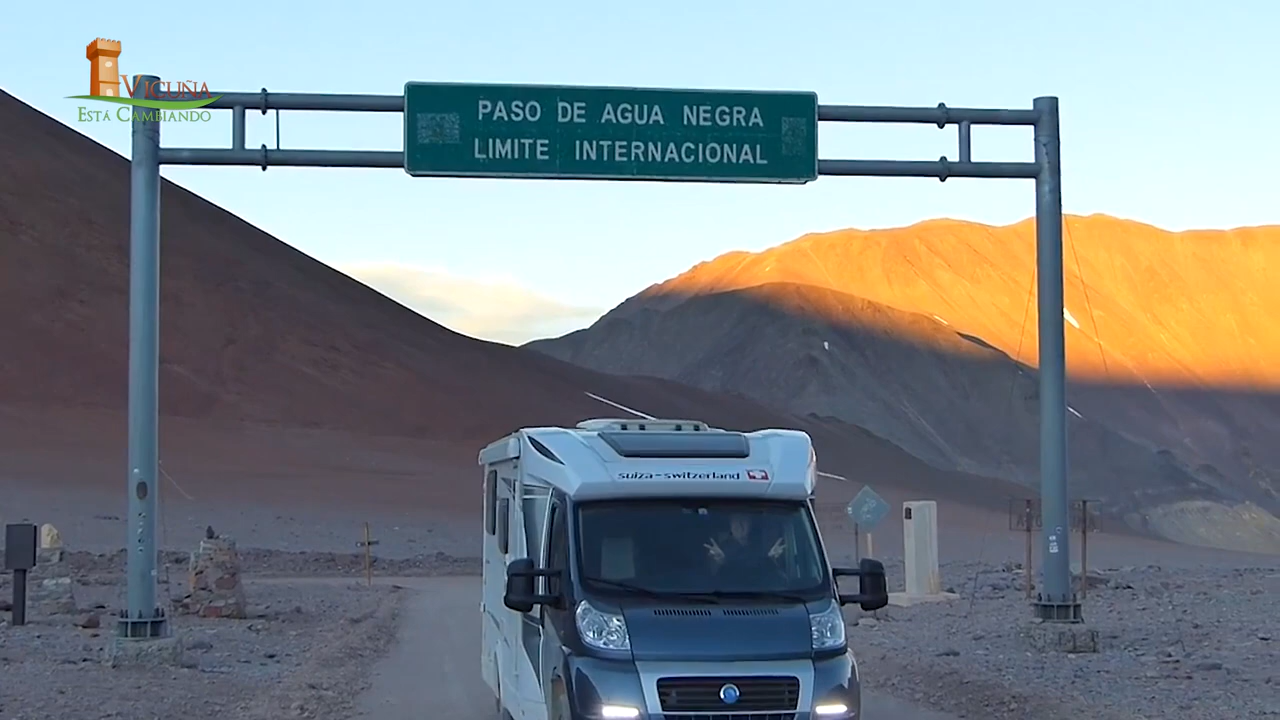 VICUÑA
ESTÁ CAMBIANDO
PASO DE AGUA NEGRA
LIMITE INTERNACIONAL
suiza-switzerland